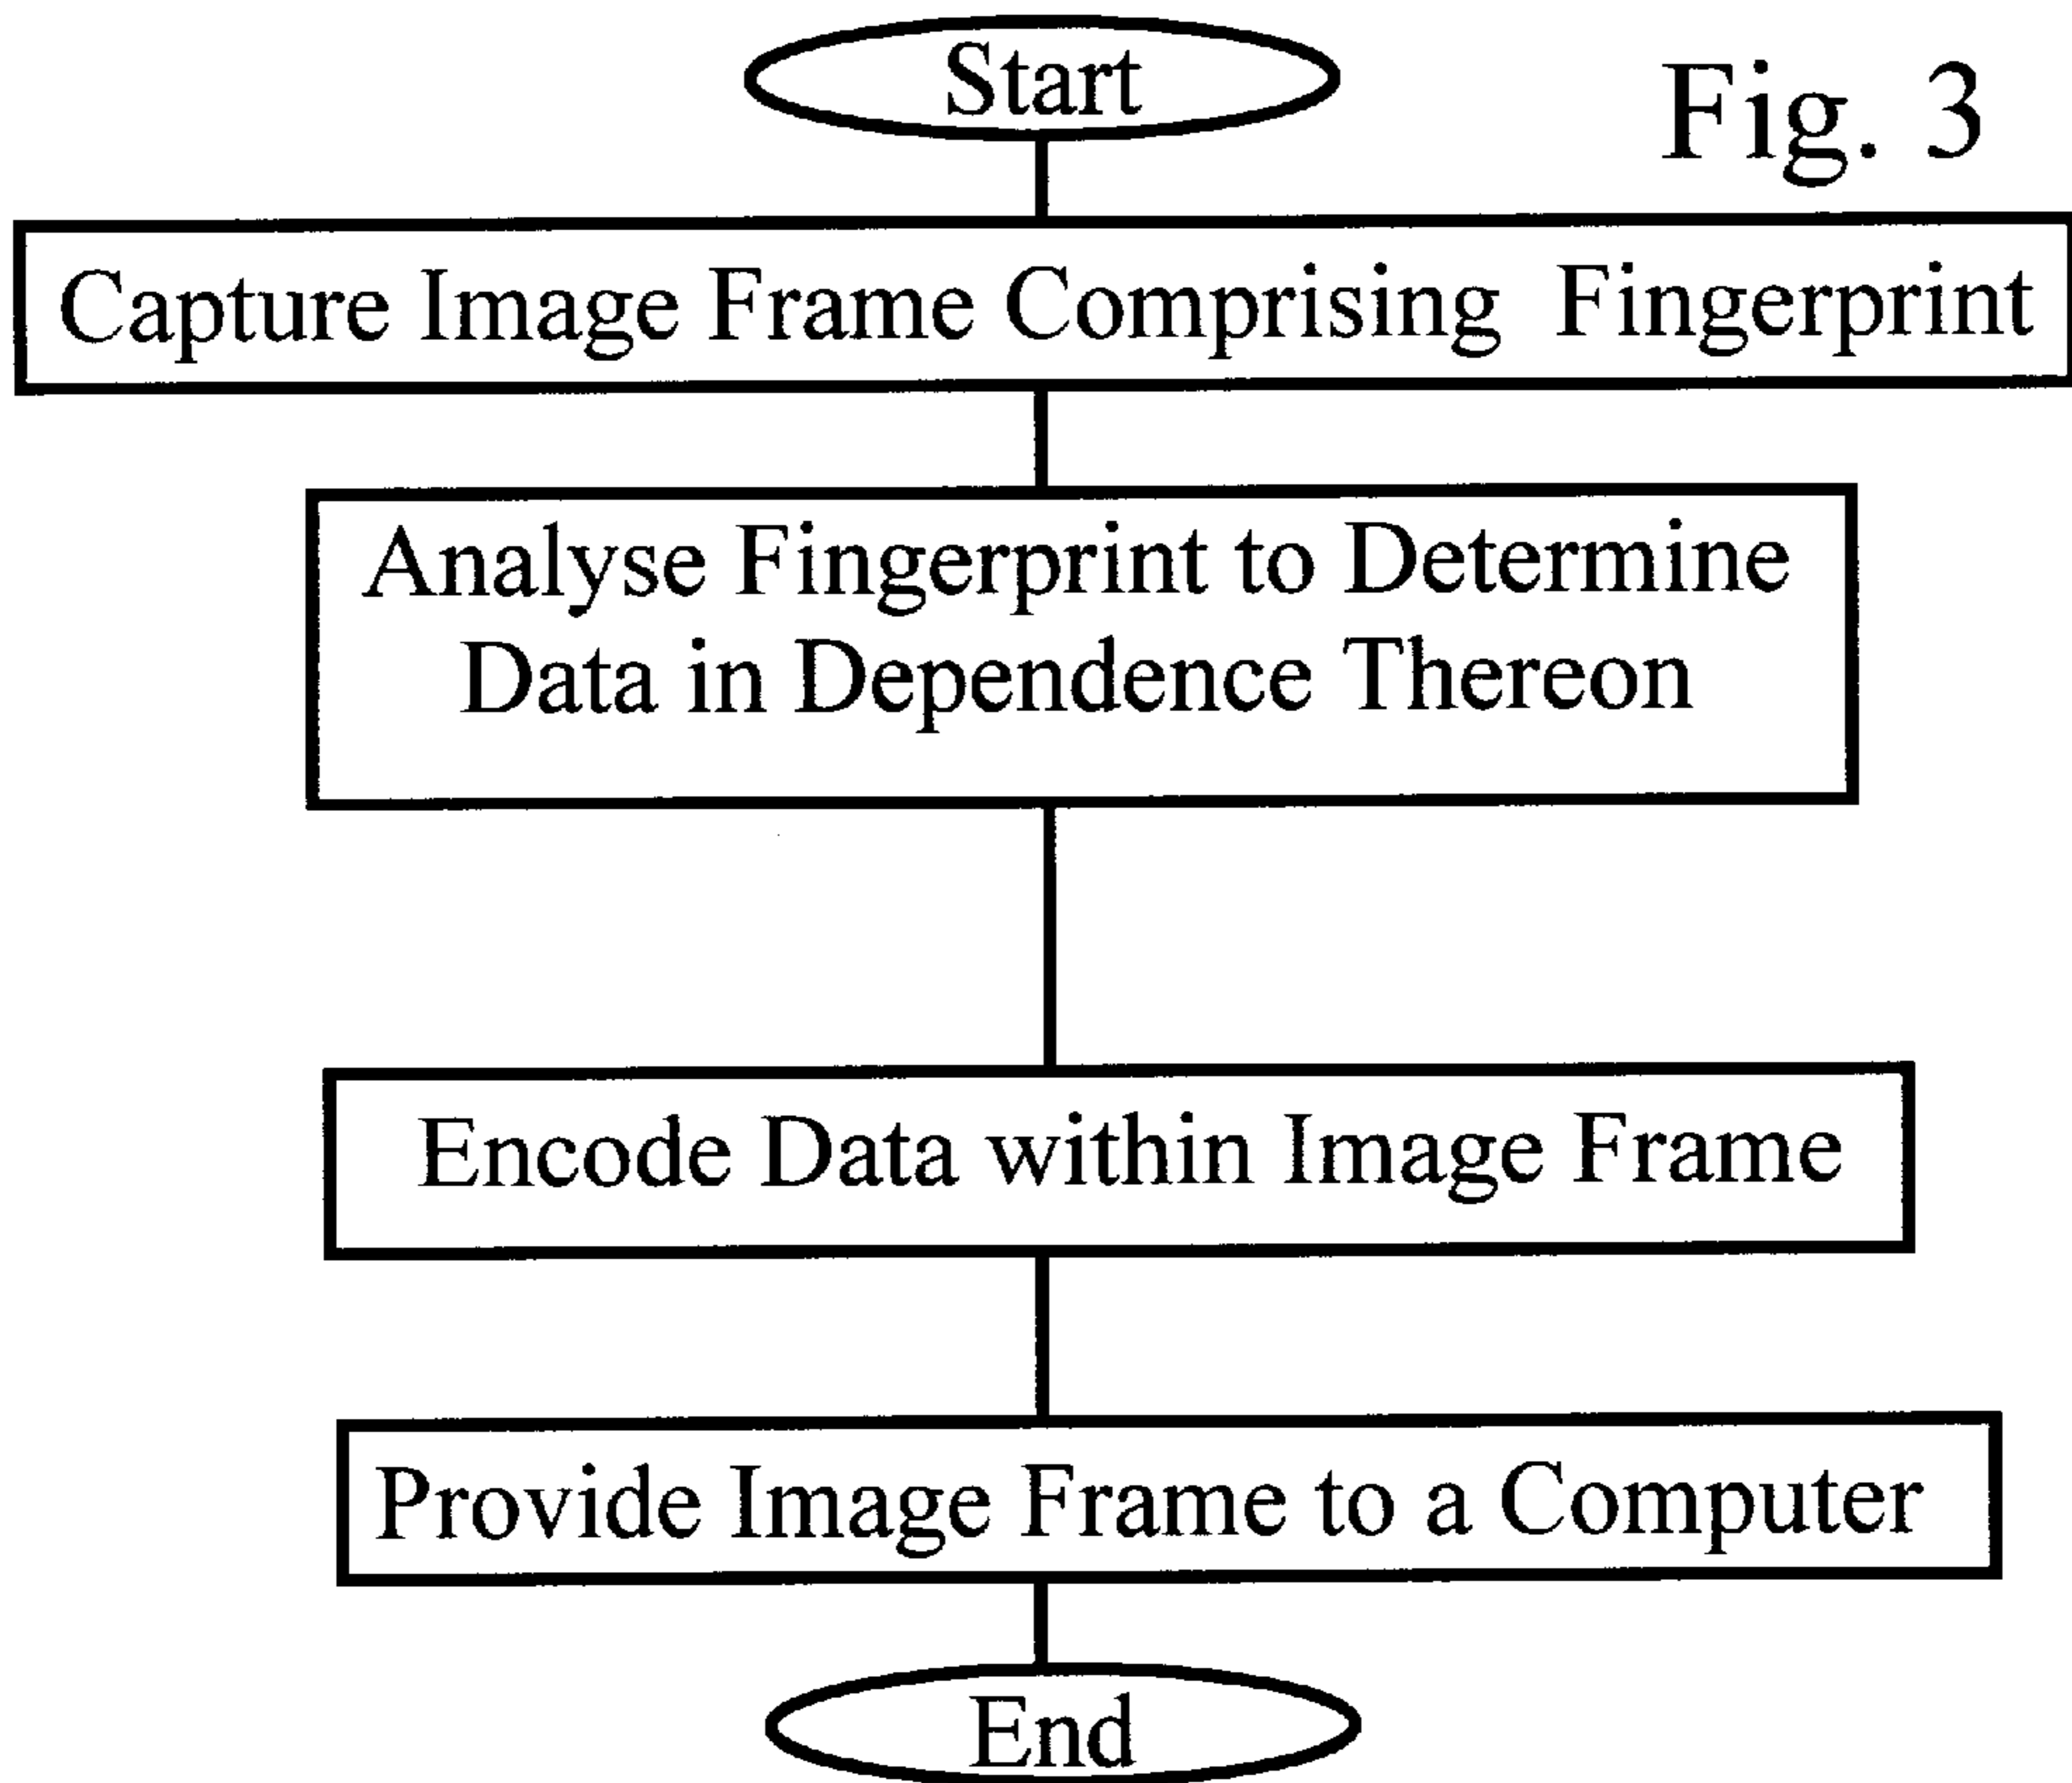 Start
Fig. 3
Capture Image Frame Comprising Fingerprint
Analyse Fingerprint to Determine
Data in Dependence Thereon
Encode Data within Image Frame
Provide Image Frame to a Computer
End